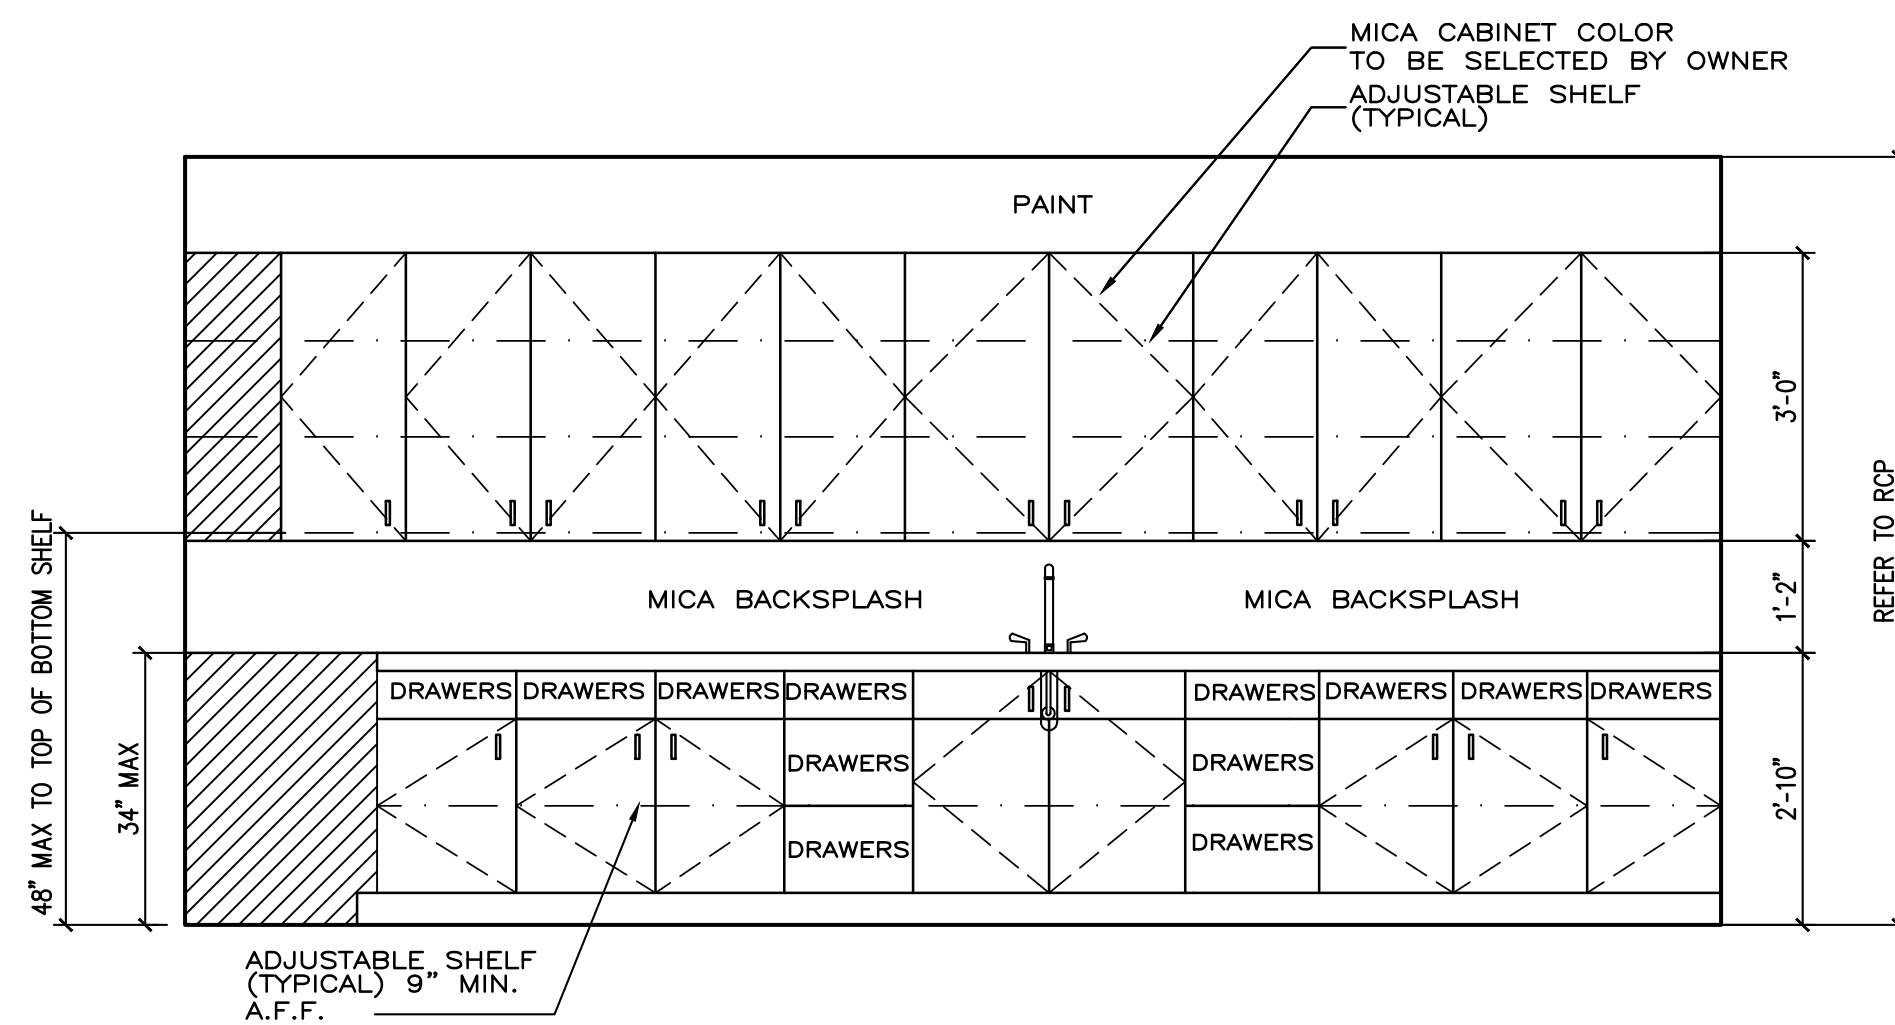 MICA CABINET COLOR
TO BE SELECTED BY OWNER
ADJUSTABLE SHELF
(TYPICAL)
PAINT
3'-0"
REFER TO RCP
48" MAX TO TOP OF BOTTOM SHELF
MICA BACKSPLASH
MICA BACKSPLASH
1'-2"
34" MAX
DRAWERS
DRAWERS
DRAWERS
DRAWERS
DRAWERS
DRAWERS
DRAWERS
DRAWERS
DRAWERS
DRAWERS
2'-10"
DRAWERS
DRAWERS
ADJUSTABLE SHELF
(TYPICAL) 9" MIN.
A.F.F.